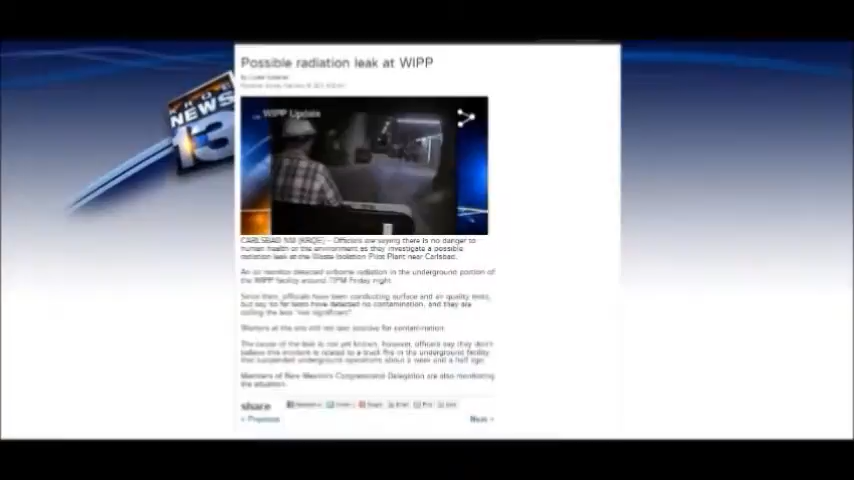 Possible radiation leak at WIPP
KRQE
NEWS
13
WIPP Update
CARLSBAD NM (KRQE) – Officials are saying there is no danger to
human health or the environment as they investigate a possible
radiation leak at the Waste Isolation Pilot Plant near Carlsbad.
An air monitor detected airborne radiation in the underground portion of
the WIPP facility around 11PM Friday night.
Since then, officials have been conducting surface and air quality tests,
but say so far tests have detected no contamination, and they are
calling the leak "not significant".
Workers at the site did not test positive for contamination.
The cause of the leak is not yet known, however, officials say they don't
believe this incident is related to a truck fire in the underground facility
that suspended underground operations about a week and a half ago.
Members of New Mexico's Congressional Delegation are also monitoring
the situation.
share
« Previous
Next »